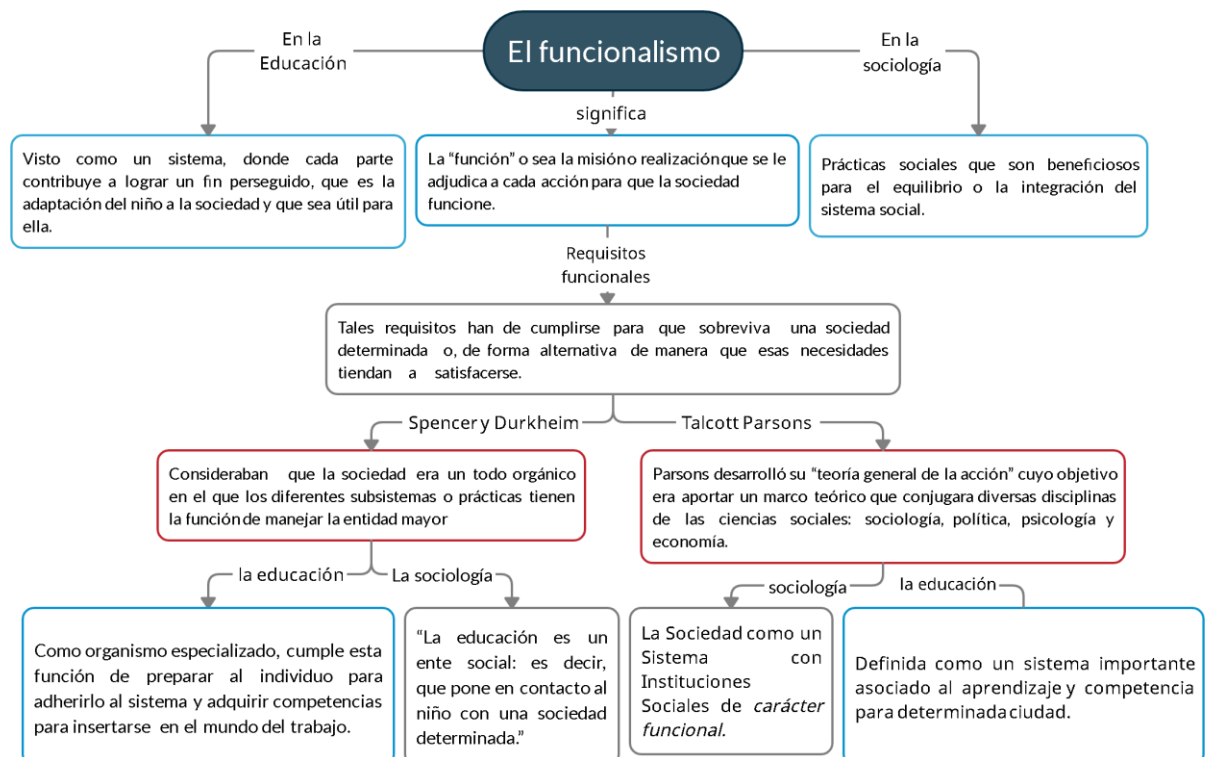 El funcionalismo
En la
Educación
En la
sociología
significa
Visto como un sistema, donde cada parte
contribuye a lograr un fin perseguido, que es la
adaptación del niño a la sociedad y que sea útil para
ella.
La “función” o sea la misión o realización que se le
adjudica a cada acción para que la sociedad
funcione.
Prácticas sociales que son beneficiosos
para el equilibrio o la integración del
sistema social.
Requisitos
funcionales
Tales requisitos han de cumplirse para que sobreviva una sociedad
determinada o, de forma alternativa de manera que esas necesidades
tiendan a satisfacerse.
Spencer y Durkheim
Talcott Parsons
Consideraban que la sociedad era un todo orgánico
en el que los diferentes subsistemas o prácticas tienen
la función de manejar la entidad mayor
Parsons desarrolló su “teoría general de la acción” cuyo objetivo
era aportar un marco teórico que conjugara diversas disciplinas
de las ciencias sociales: sociología, política, psicología y
economía.
la educación
La sociología
sociología
la educación
Como organismo especializado, cumple esta
función de preparar al individuo para
adherirlo al sistema y adquirir competencias
para insertarse en el mundo del trabajo.
“La educación es un
ente social: es decir,
que pone en contacto al
niño con una sociedad
determinada.”
La Sociedad como un
Sistema con
Instituciones
Sociales de carácter
funcional.
Definida como un sistema importante
asociado al aprendizaje y competencia
para determinada ciudad.